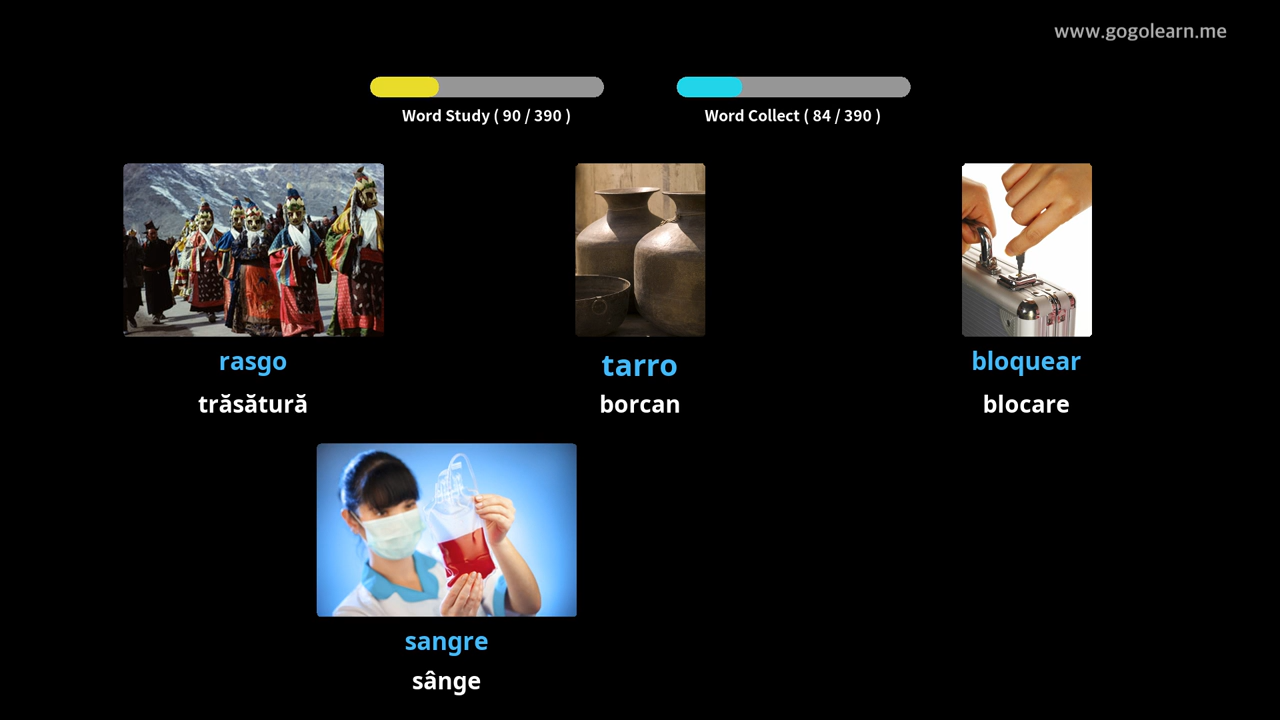 www.gogolearn.me
Word Study ( 90 / 390 )
Word Collect ( 84 / 390 )
rasgo
trăsătură
tarro
borcan
bloquear
blocare
sangre
sânge